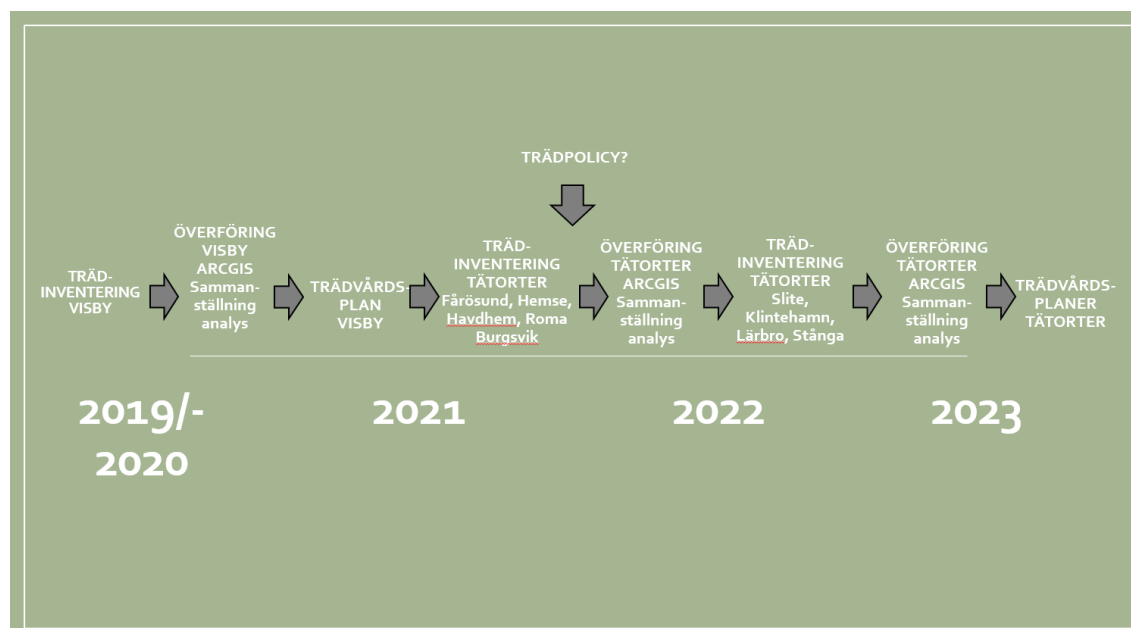 TRÄDPOLICY?
TRÄD-
INVENTERING
VISBY
ÖVERFÖRING
VISBY
ARCGIS
Samman-
ställning
analys
TRÄDVÅRDS-
PLAN
VISBY
TRÄD-
INVENTERING
TÄTORTER
Fårösund, Hemse,
Havdhem, Roma
Burgsvik
ÖVERFÖRING
TÄTORTER
ARCGIS
Samman-
ställning
analys
TRÄD-
INVENTERING
TÄTORTER
Slite,
Klintehamn,
Lärbro, Stånga
ÖVERFÖRING
TÄTORTER
ARCGIS
Samman-
ställning
analys
TRÄDVÅRDS-
PLANER
TÄTORTER
2019/-
2020
2021
2022
2023